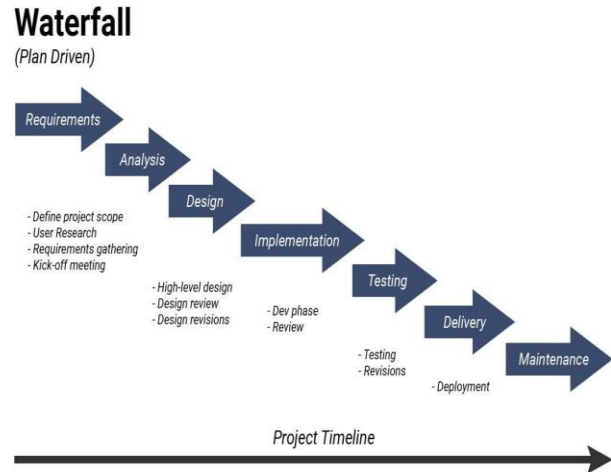 Waterfall
(Plan Driven)
Requirements
Analysis
Design
- Define project scope
- User Research
- Requirements gathering
- Kick-off meeting
Implementation
- High-level design
- Design review
- Design revisions
Testing
- Dev phase
- Review
Delivery
- Testing
- Revisions
Maintenance
- Deployment
Project Timeline